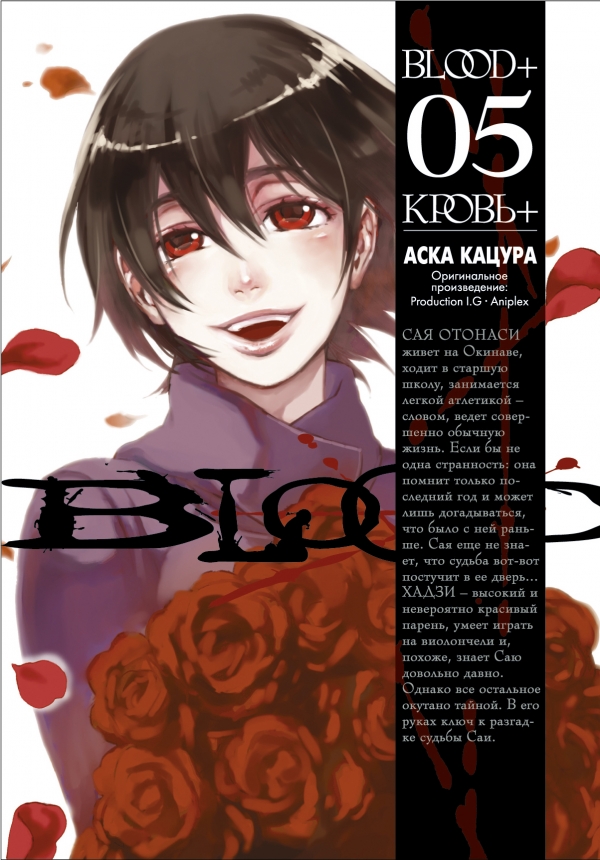 BLOOD+
05
КРОВЬ+
АСКА КАЦУРА
Оригинальное
произведение:
Production I.G · Aniplex
САЯ ОТОНАСИ
живет на Окинаве,
ходит в старшую
школу, занимается
легкой атлетикой –
словом, ведет совер-
шенно обычную
жизнь. Если бы не
одна странность: она
помнит только по-
следний год и может
лишь догадываться,
что было с ней рань-
ше. Сая еще не зна-
ет, что судьба вот-вот
постучит в ее дверь...
ХАДЗИ – высокий и
невероятно красивый
парень, умеет играть
на виолончели и,
похоже, знает Саю
довольно давно.
Однако все остальное
окутано тайной. В его
руках ключ к разгад-
ке судьбы Саи.
BLOO